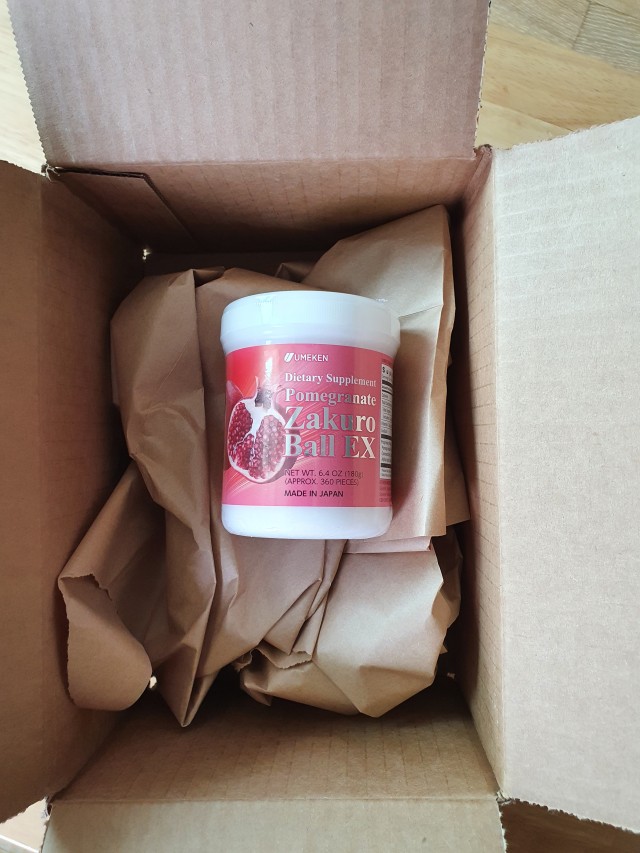 UMEKEN
Dietary Supplement
Pomegranate
Zakuro
Ball EX
NET WT. 6.4 OZ (180g)
(APPROX. 360 PIECES)
MADE IN JAPAN